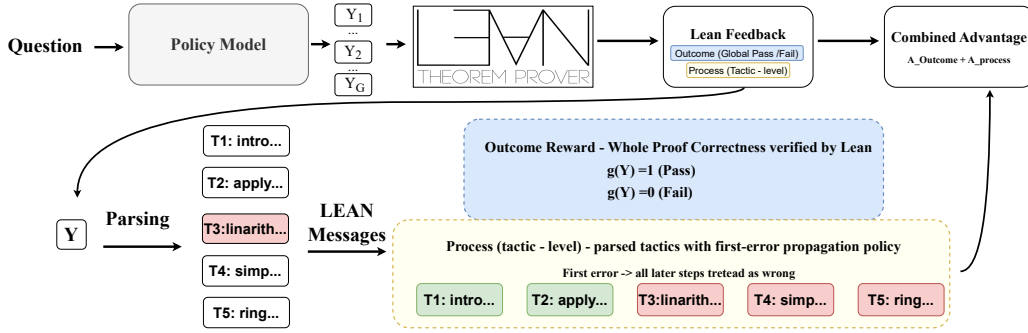 Question
Policy Model
Y1
...
Y2
...
YG
LEAN
THEOREM PROVER
Lean Feedback
Outcome (Global Pass /Fail)
Process (Tactic - level)
Combined Advantage
A_Outcome + A_process
Y
Parsing
T1: intro...
T2: apply...
T3:linarith...
T4: simp...
T5: ring...
LEAN
Messages
Outcome Reward - Whole Proof Correctness verified by Lean
g(Y) =1 (Pass)
g(Y) =0 (Fail)
Process (tactic - level) - parsed tactics with first-error propagation policy
First error -> all later steps tretead as wrong
T1: intro...
T2: apply...
T3:linarith...
T4: simp...
T5: ring...